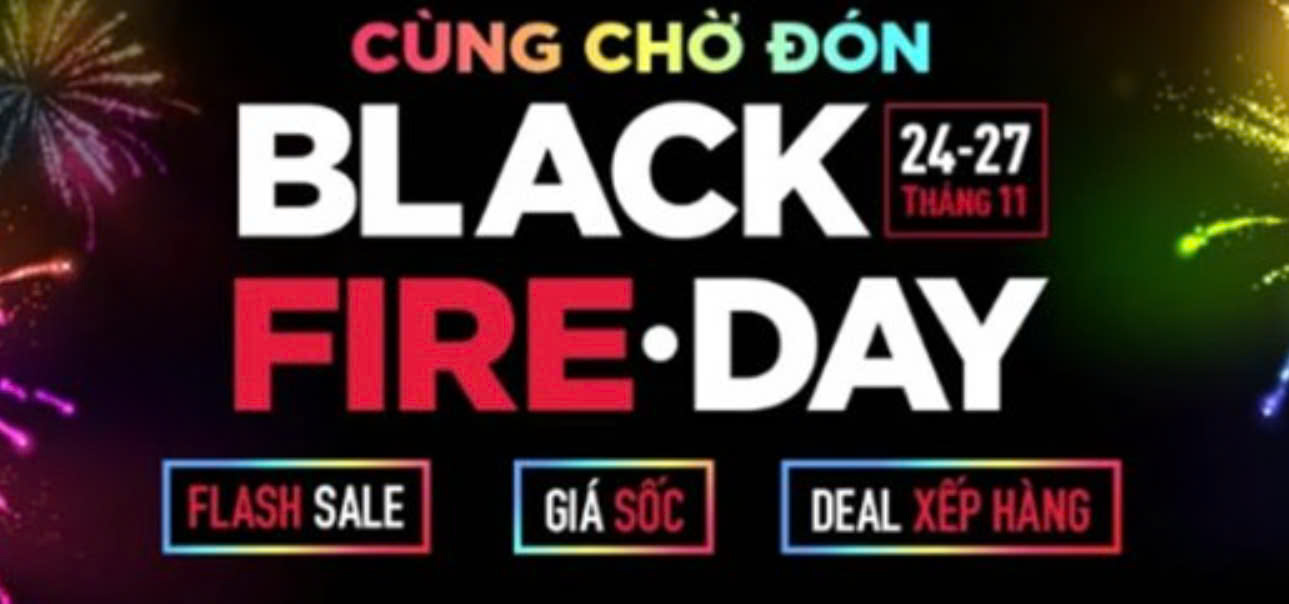 CÙNG CHỜ ĐÓN
BLACK
24-27
THÁNG 11
FIRE•DAY
FLASH SALE
GIÁ SỐC
DEAL XẾP HÀNG